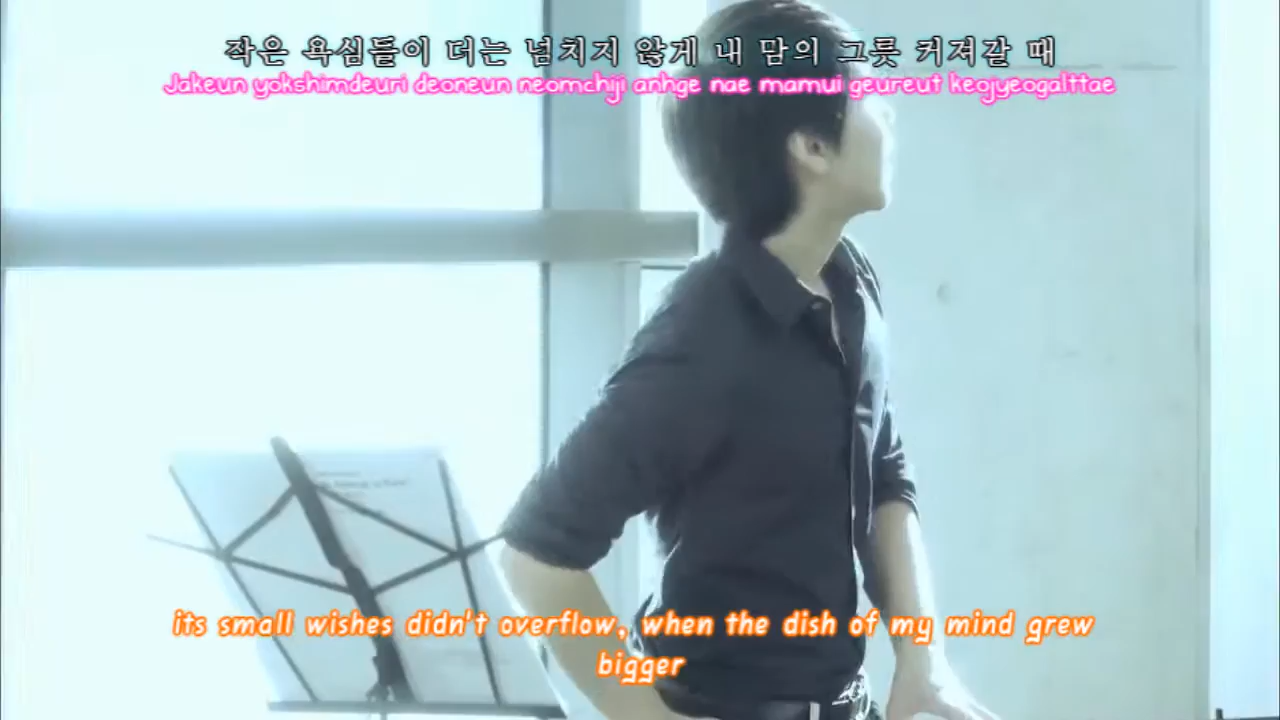 작은 욕심들이 더는 넘치지 않게 내 맘의 그릇 커져갈 때
Jakeun yokshimdeuri deoneun neomchiji anhge nae mamui geureut keojyeogalttae
its small wishes didn't overflow, when the dish of my mind grew
bigger